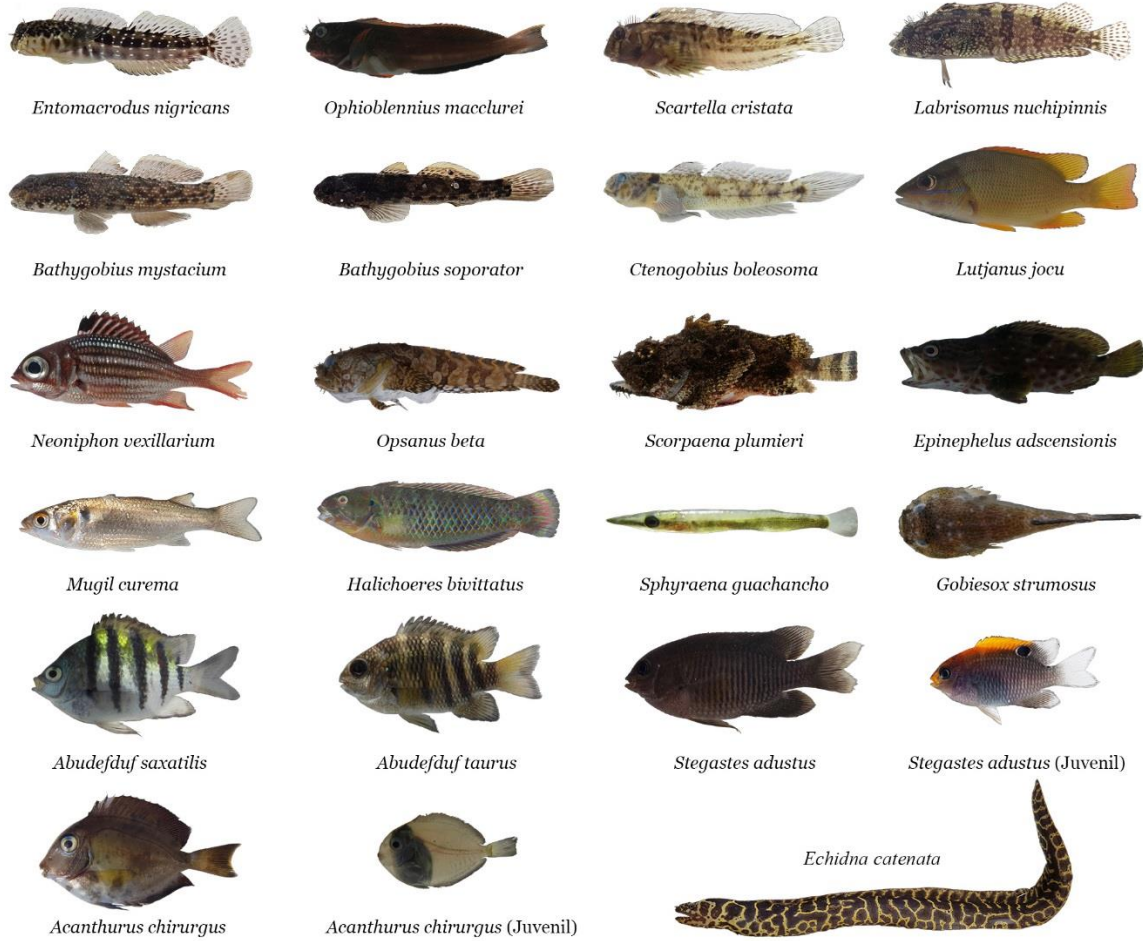 Entomacrodus nigricans
Ophioblennius macclurei
Scartella cristata
Labrisomus nuchipinnis
Bathygobius mystacium
Bathygobius soporator
Ctenogobius boleosoma
Lutjanus jocu
Neoniphon vexillarium
Opsanus beta
Scorpaena plumieri
Epinephelus adscensionis
Mugil curema
Halichoeres bivittatus
Sphyraena guachancho
Gobiesox strumosus
Abudefduf saxatilis
Abudefduf taurus
Stegastes adustus
Stegastes adustus (Juvenil)
Acanthurus chirurgus
Acanthurus chirurgus (Juvenil)
Echidna catenata